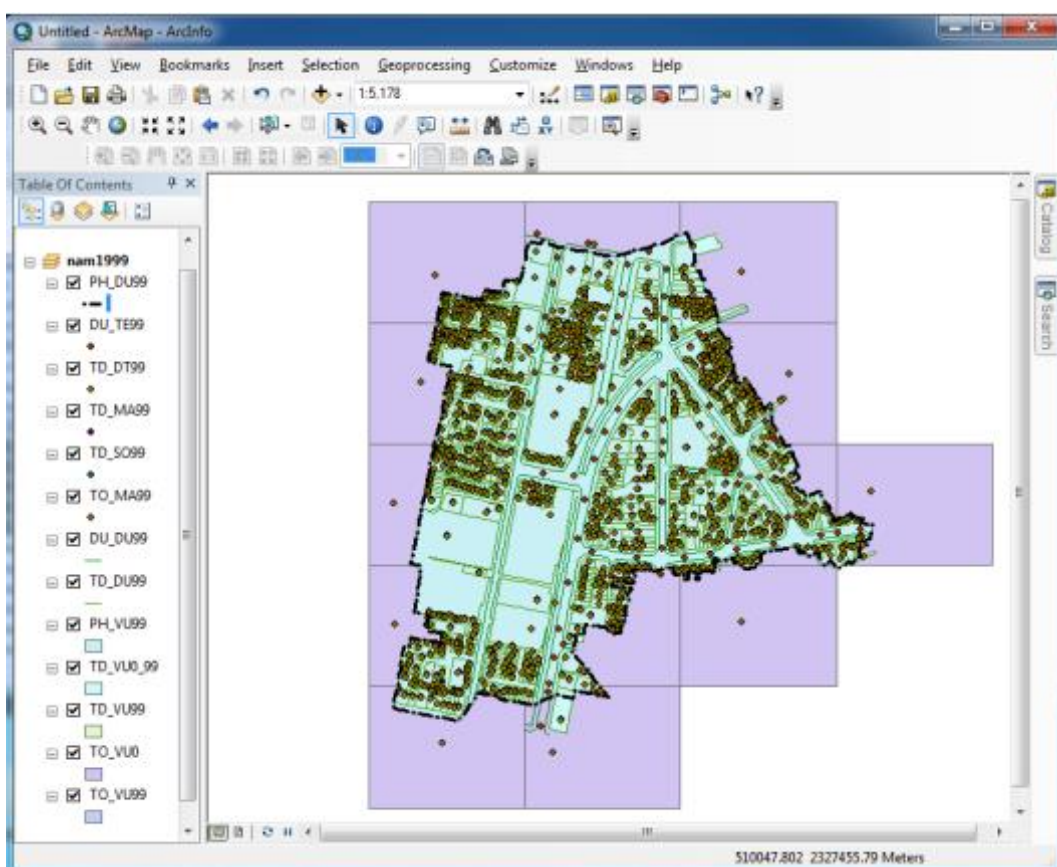 Untitled - ArcMap - ArcInfo
File Edit View Bookmarks Insert Selection Geoprocessing Customize Windows Help
1:5,178
Table Of Contents
nam1999
PH_DU99
DU_TE99
TD_DT99
TD_MA99
TD_SO99
TO_MA99
DU_DU99
TD_DU99
PH_VU99
TD_VU0_99
TD_VU99
TO_VU0
TO_VU99
Catalog
Search
510047.802 2327455.79 Meters